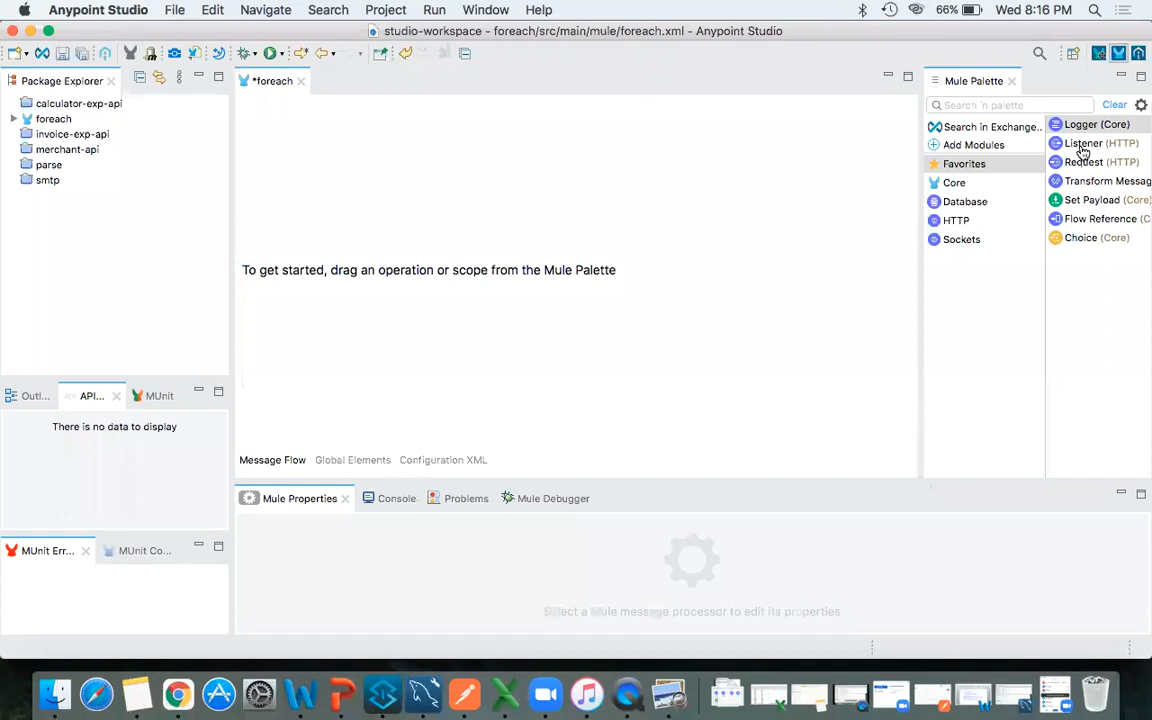 Anypoint Studio File Edit Navigate Search Project Run Window Help 66% Wed 8:16 PM
studio-workspace - foreach/src/main/mule/foreach.xml - Anypoint Studio
Package Explorer
calculator-exp-api
foreach
invoice-exp-api
merchant-api
parse
smtp
*foreach
To get started, drag an operation or scope from the Mule Palette
Message Flow Global Elements Configuration XML
Mule Palette
Search in palette Clear
Search in Exchange..
Add Modules
Favorites
Core
Database
HTTP
Sockets
Logger (Core)
Listener (HTTP)
Request (HTTP)
Transform Messag
Set Payload (Core)
Flow Reference (C
Choice (Core)
Outl... API... MUnit
There is no data to display
MUnit Err... MUnit Co...
Mule Properties Console Problems Mule Debugger
Select a Mule message processor to edit its properties